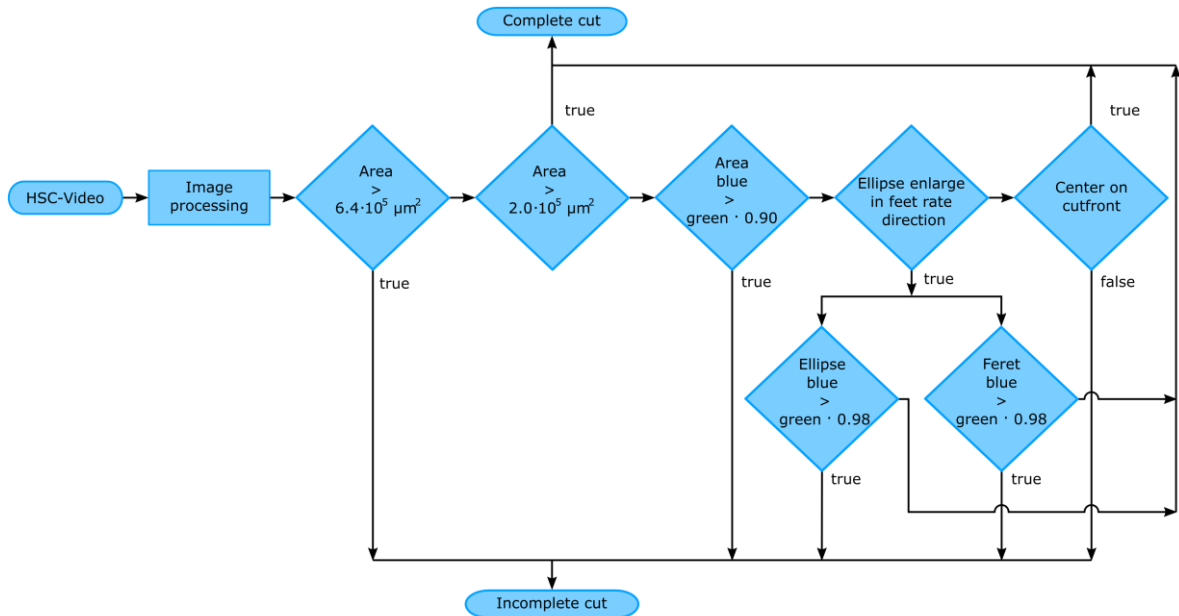 Complete cut
true
true
HSC-Video
Image
processing
Area
>
6.4·10⁵ µm²
Area
>
2.0·10⁵ µm²
Area
blue
>
green · 0.90
Ellipse enlarge
in feet rate
direction
Center on
cutfront
true
true
true
false
Ellipse
blue
>
green · 0.98
Feret
blue
>
green · 0.98
true
true
Incomplete cut